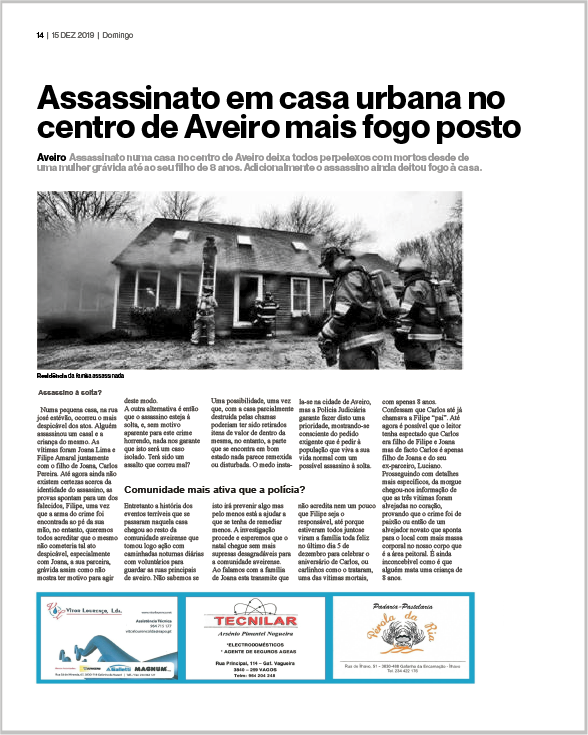 14 | 15 DEZ 2019 | Domingo
Assassinato em casa urbana no
centro de Aveiro mais fogo posto
Aveiro Assassinato numa casa no centro de Aveiro deixa todos perpelexos com mortos desde de
uma mulher grávida até ao seu filho de 8 anos. Adicionalmente o assassino ainda deitou fogo à casa.
Residência da família assassinada
Assassino à solta?
Numa pequena casa, na rua
josé estêvão, ocorreu o mais
despicável dos atos. Alguém
assassinou um casal e a
criança do mesmo. As
vítimas foram Joana Lima e
Filipe Amaral juntamente
com o filho de Joana, Carlos
Pereira. Até agora ainda não
existem certezas acerca da
identidade do assassino, as
provas apontam para um dos
falecidos, Filipe, uma vez
que a arma do crime foi
encontrada ao pé da sua
mão, no entanto, queremos
todos acreditar que o mesmo
não cometeria tal ato
despicável, especialmente
com Joana, a sua parceira,
grávida assim como não
mostra ter motivo para agir
deste modo.
A outra alternativa é então
que o assassino esteja à
solta, e, sem motivo
aparente para este crime
horrendo, nada nos garante
que isto será um caso
isolado. Terá sido um
assalto que correu mal?
Uma possibilidade, uma vez
que, com a casa parcialmente
destruída pelas chamas
poderiam ter sido retirados
itens de valor de dentro da
mesma, no entanto, a parte
que se encontra em bom
estado nada parece remexida
ou disturbada. O medo insta-
la-se na cidade de Aveiro,
mas a Polícia Judiciária
garante fazer disto uma
prioridade, mostrando-se
consciente do pedido
exigente que é pedir à
população que viva a sua
vida normal com um
possível assassino à solta.
Comunidade mais ativa que a polícia?
Entretanto a história dos
eventos terríveis que se
passaram naquela casa
chegou ao resto da
comunidade aveirense que
tomou logo ação com
caminhadas noturnas diárias
com voluntários para
guardar as ruas principais
de aveiro. Não sabemos se
isto irá prevenir algo mas
pelo menos está a ajudar a
que se tenha de remediar
menos. A investigação
procede e esperemos que o
natal chegue sem mais
supresas desagradáveis para
a comunidade aveirense.
Ao falamos com a família
de Joana esta transmite que
não acredita nem um pouco
que Filipe seja o
responsável, até porque
estiveram todos juntose
viram a família toda feliz
no último dia 5 de
dezembro para celebrar o
aniversário de Carlos, ou
carlinhos como o tratavam,
uma das vítimas mortais,
com apenas 8 anos.
Confessam que Carlos até já
chamava a Filipe "pai". Até
agora é possível que o leitor
tenha espectado que Carlos
era filho de Filipe e Joana
mas de facto Carlos é apenas
filho de Joana e do seu
ex-parceiro, Luciano.
Prosseguindo com detalhes
mais específicos, da morgue
chegou-nos informação de
que as três vítimas foram
alvejadas no coração,
provando que o crime foi de
paixão ou então de um
alvejador novato que aponta
para o local com mais massa
corporal no nosso corpo que
é a área peitoral. E ainda
inconcebível como é que
alguém mata uma criança de
8 anos.
Viron Lourenço, Lda.
Assistência Técnica
964 715 177
MAGNUM
TECNILAR
Arsénio Pimentel Nogueira
*ELECTRODOMÉSTICOS
* AGENTE DE SEGUROS AGEAS
Rua Principal, 114 – Gal. Vagueira
3840 – 299 VAGOS
Telm: 964 204 248
Padaria-Pastelaria
Pérola da Ria
Rua de Ílhavo, 91 - 3830-488 Gafanha da Encarnação - Ílhavo
Tel. 234 422 176